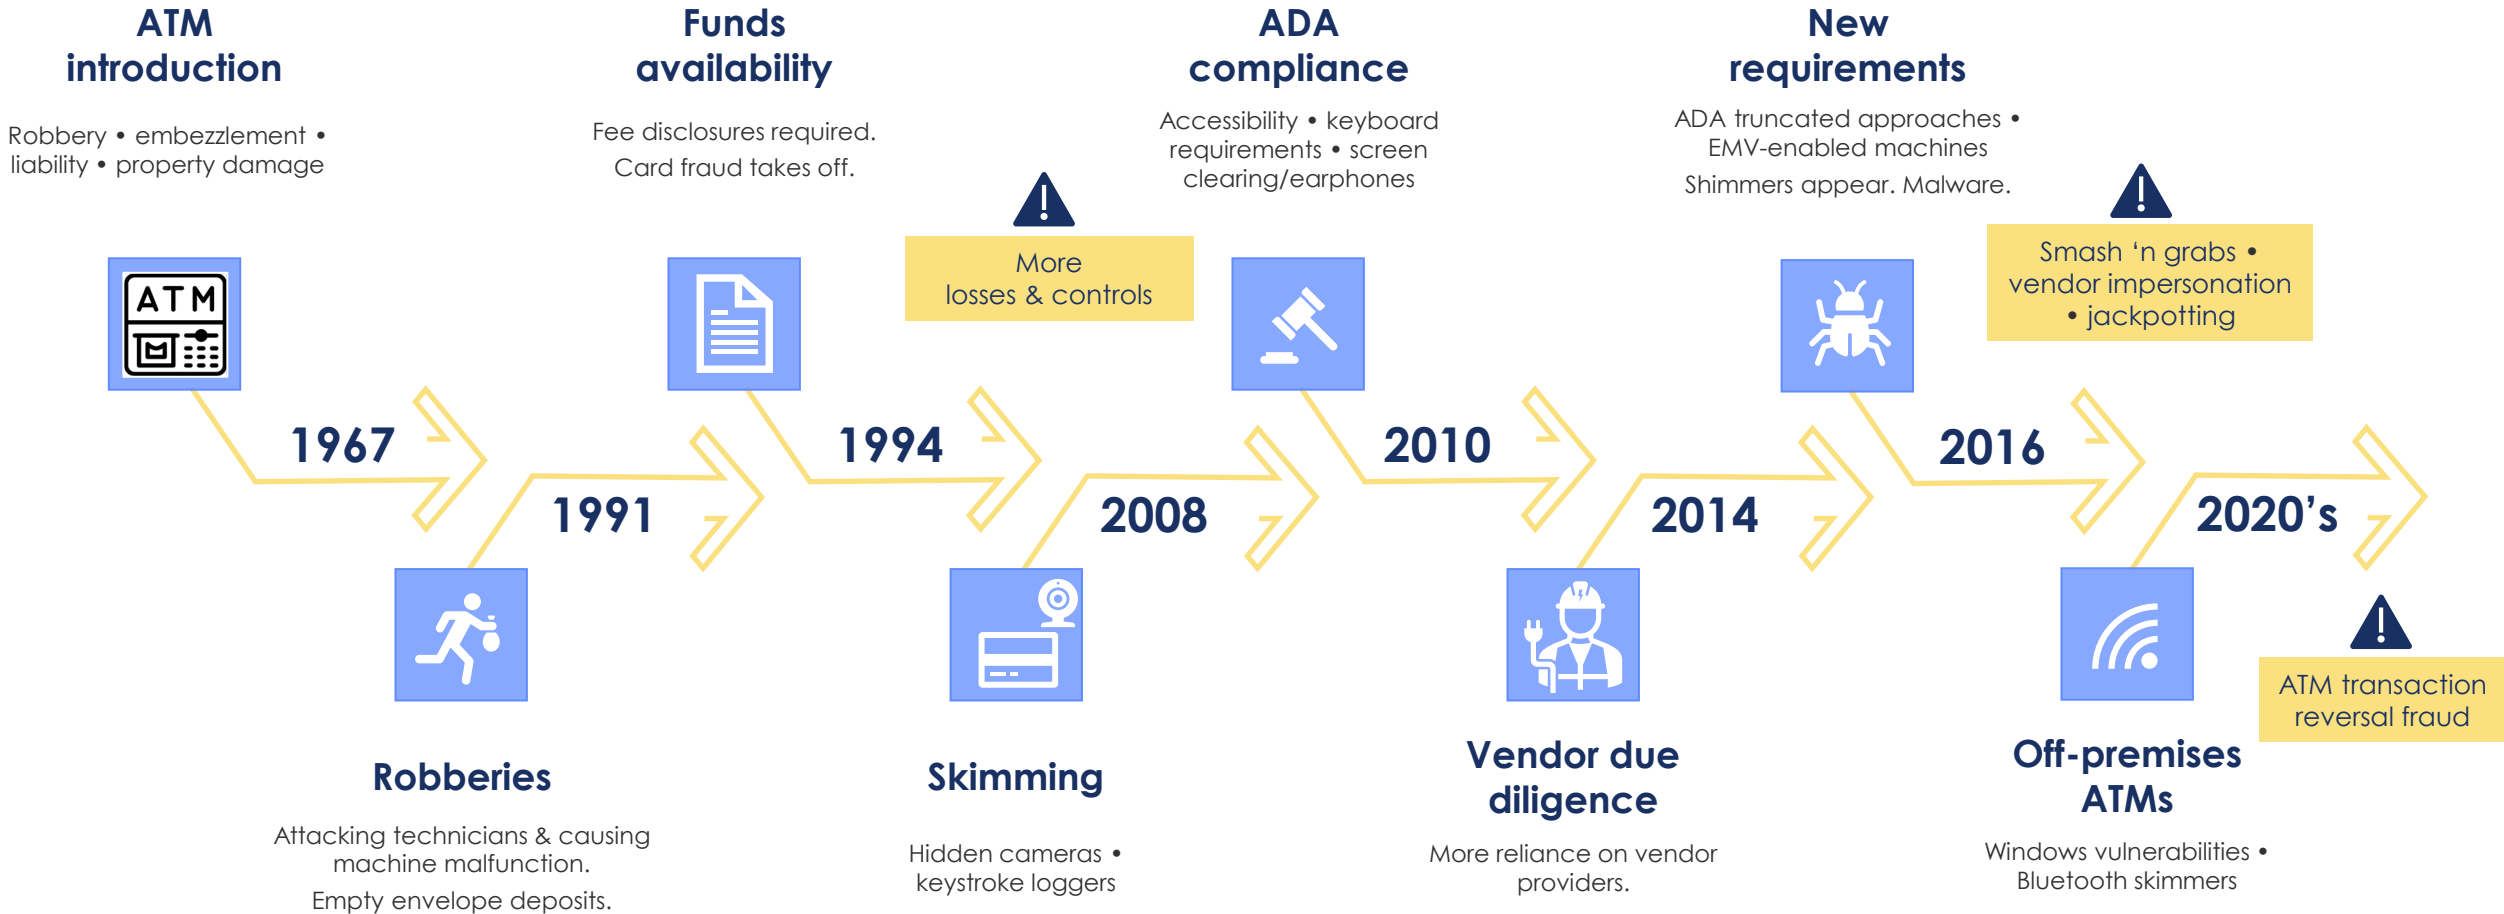 ATM
introduction
Robbery • embezzlement •
liability • property damage
ATM
1967
Robberies
Attacking technicians & causing
machine malfunction.
Empty envelope deposits.
1991
Funds
availability
Fee disclosures required.
Card fraud takes off.
1994
More
losses & controls
Skimming
Hidden cameras •
keystroke loggers
2008
ADA
compliance
Accessibility • keyboard
requirements • screen
clearing/earphones
2010
Vendor due
diligence
More reliance on vendor
providers.
2014
New
requirements
ADA truncated approaches •
EMV-enabled machines
Shimmers appear. Malware.
2016
Smash ‘n grabs •
vendor impersonation
• jackpotting
Off-premises
ATMs
Windows vulnerabilities •
Bluetooth skimmers
2020’s
ATM transaction
reversal fraud